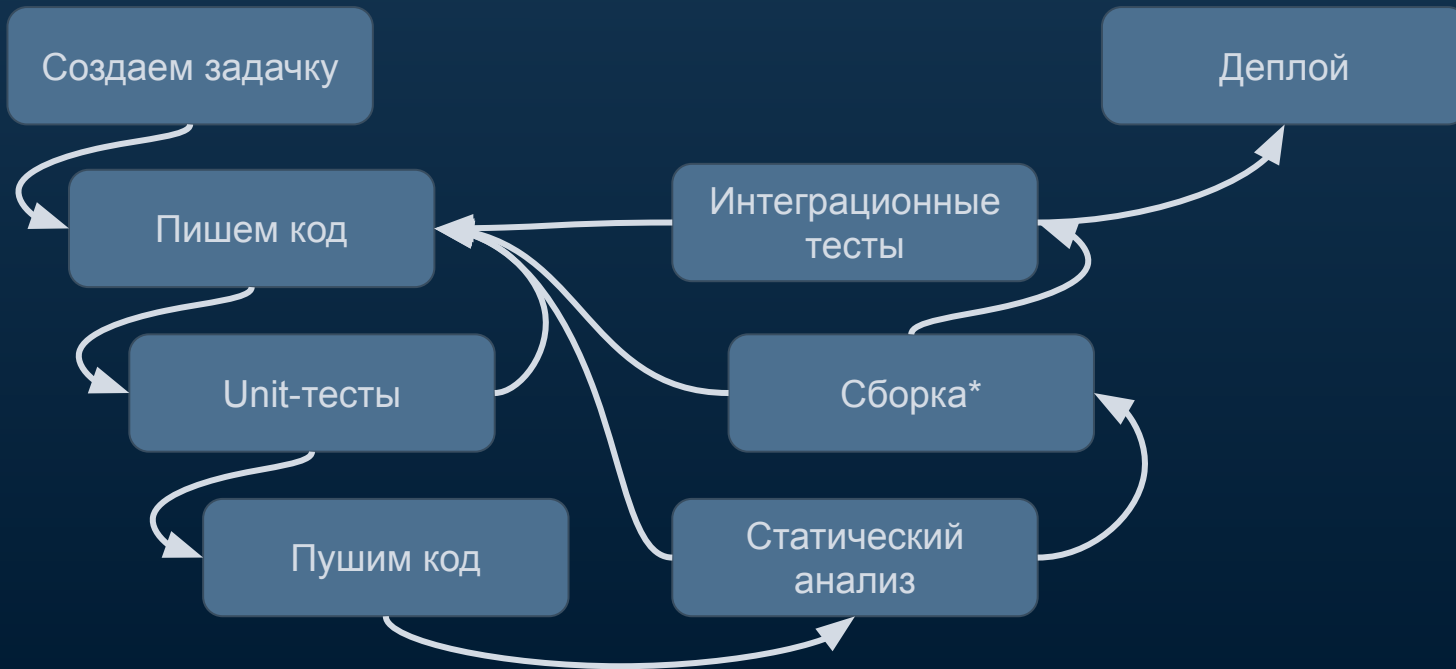 Создаем задачку
Деплой
Пишем код
Интеграционные
тесты
Unit-тесты
Сборка*
Пушим код
Статический
анализ